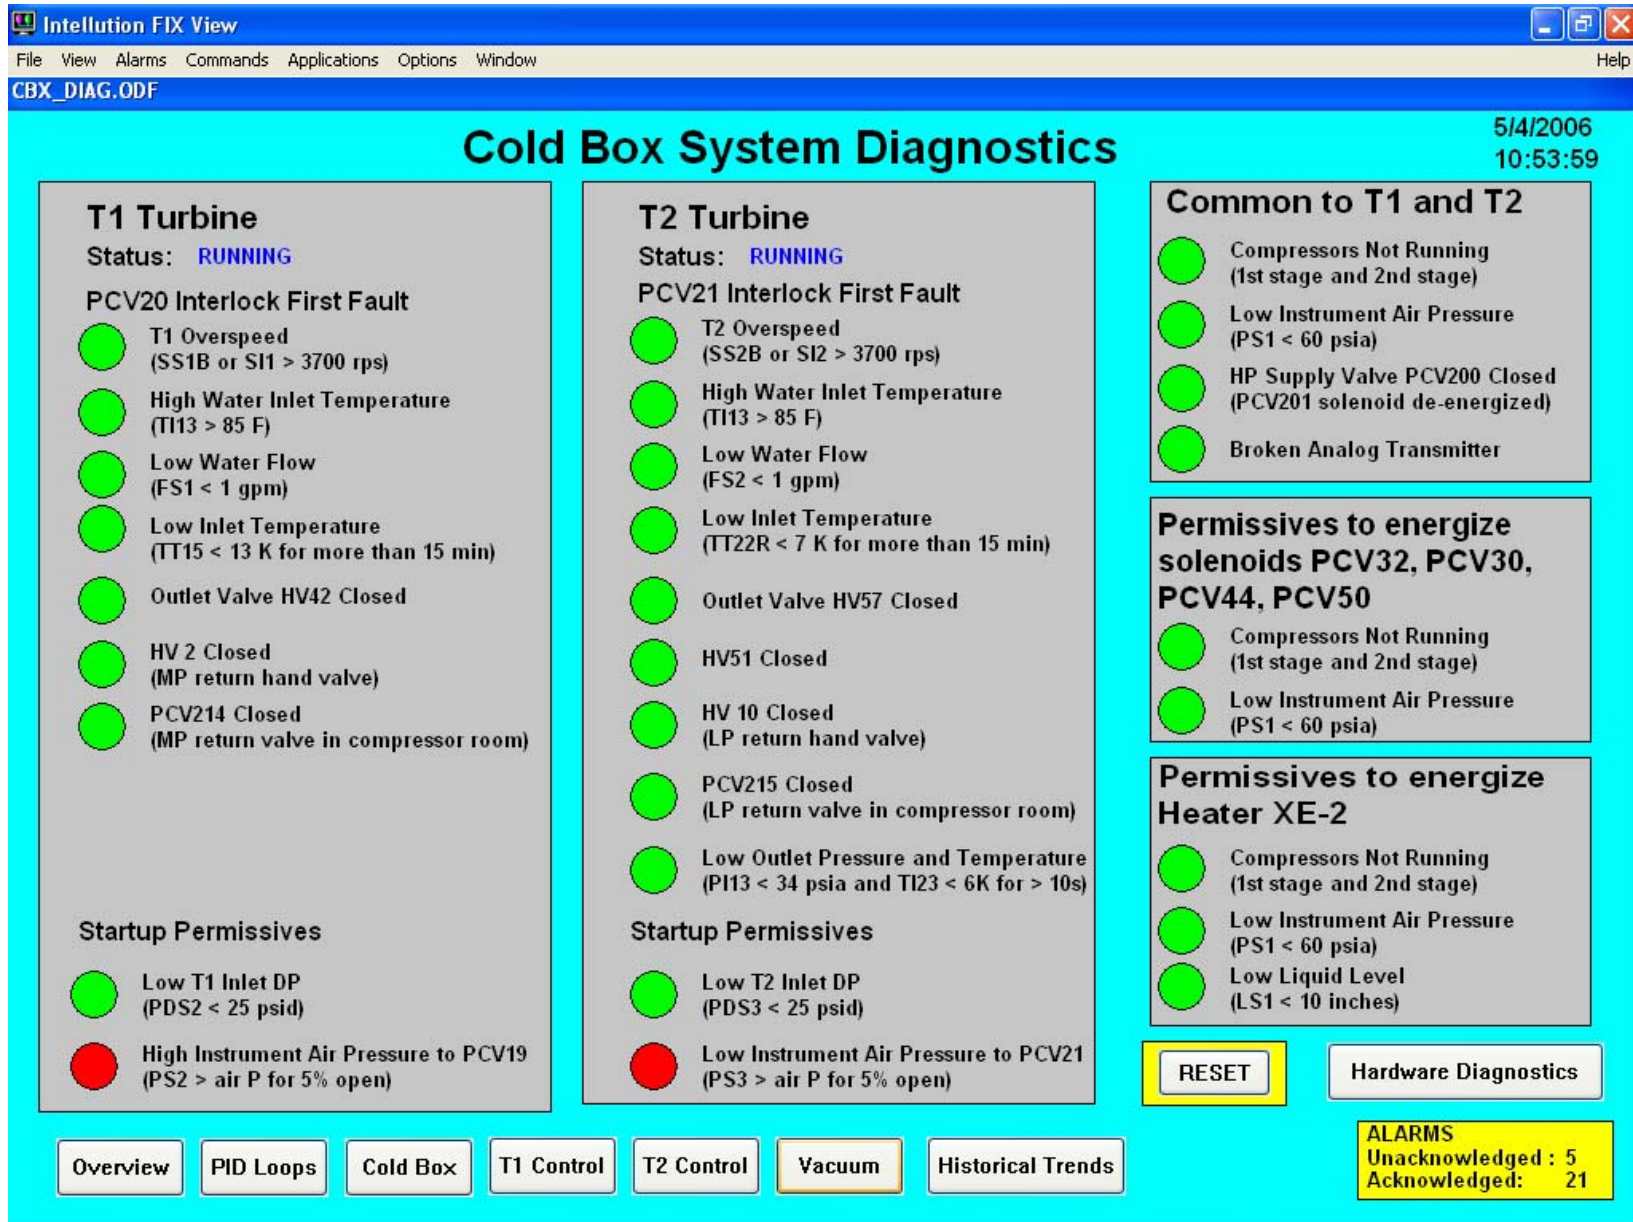 Intellution FIX View
File View Alarms Commands Applications Options Window Help
CBX_DIAG.ODF
Cold Box System Diagnostics
5/4/2006
10:53:59
T1 Turbine
Status: RUNNING
PCV20 Interlock First Fault
T1 Overspeed
(SS1B or SI1 > 3700 rps)
High Water Inlet Temperature
(TI13 > 85 F)
Low Water Flow
(FS1 < 1 gpm)
Low Inlet Temperature
(TT15 < 13 K for more than 15 min)
Outlet Valve HV42 Closed
HV 2 Closed
(MP return hand valve)
PCV214 Closed
(MP return valve in compressor room)
Startup Permissives
Low T1 Inlet DP
(PDS2 < 25 psid)
High Instrument Air Pressure to PCV19
(PS2 > air P for 5% open)
T2 Turbine
Status: RUNNING
PCV21 Interlock First Fault
T2 Overspeed
(SS2B or SI2 > 3700 rps)
High Water Inlet Temperature
(TI13 > 85 F)
Low Water Flow
(FS2 < 1 gpm)
Low Inlet Temperature
(TT22R < 7 K for more than 15 min)
Outlet Valve HV57 Closed
HV51 Closed
HV 10 Closed
(LP return hand valve)
PCV215 Closed
(LP return valve in compressor room)
Low Outlet Pressure and Temperature
(PI13 < 34 psia and TI23 < 6K for > 10s)
Startup Permissives
Low T2 Inlet DP
(PDS3 < 25 psid)
Low Instrument Air Pressure to PCV21
(PS3 > air P for 5% open)
Common to T1 and T2
Compressors Not Running
(1st stage and 2nd stage)
Low Instrument Air Pressure
(PS1 < 60 psia)
HP Supply Valve PCV200 Closed
(PCV201 solenoid de-energized)
Broken Analog Transmitter
Permissives to energize
solenoids PCV32, PCV30,
PCV44, PCV50
Compressors Not Running
(1st stage and 2nd stage)
Low Instrument Air Pressure
(PS1 < 60 psia)
Permissives to energize
Heater XE-2
Compressors Not Running
(1st stage and 2nd stage)
Low Instrument Air Pressure
(PS1 < 60 psia)
Low Liquid Level
(LS1 < 10 inches)
RESET
Hardware Diagnostics
Overview
PID Loops
Cold Box
T1 Control
T2 Control
Vacuum
Historical Trends
ALARMS
Unacknowledged : 5
Acknowledged: 21